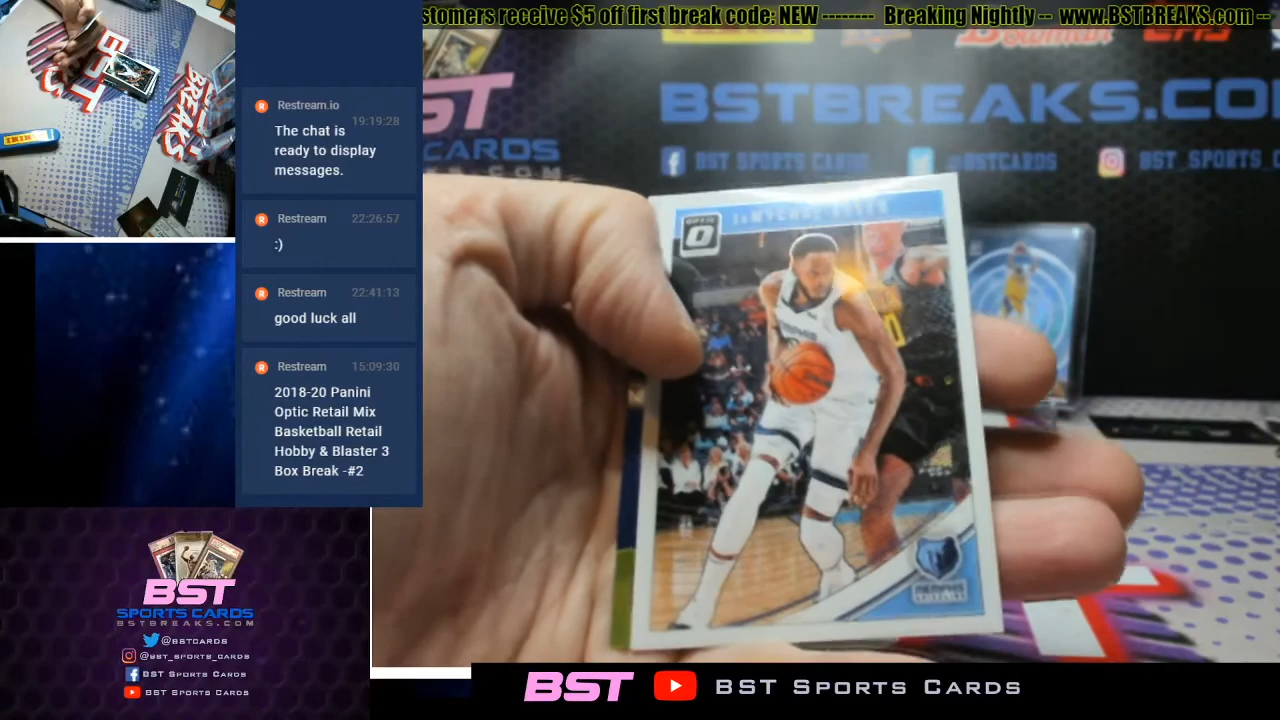 stomers receive $5 off first break code: NEW -------- Breaking Nightly -- www.BSTBREAKS.com --
Restream.io
19:19:28
The chat is
ready to display
messages.
Restream 22:26:57
:)
Restream 22:41:13
good luck all
Restream 15:09:30
2018-20 Panini
Optic Retail Mix
Basketball Retail
Hobby & Blaster 3
Box Break -#2
BST
BREAKS
ST
CARDS
Bowman
BSTBREAKS.CO
BST SPORTS CARDS
@BSTCARDS
BST_SPORTS_C
OPTIC
BST
SPORTS CARDS
BSTBREAKS.COM
@BSTCARDS
@BST_SPORTS_CARDS
BST SPORTS CARDS
BST SPORTS CARDS
BST BST SPORTS CARDS